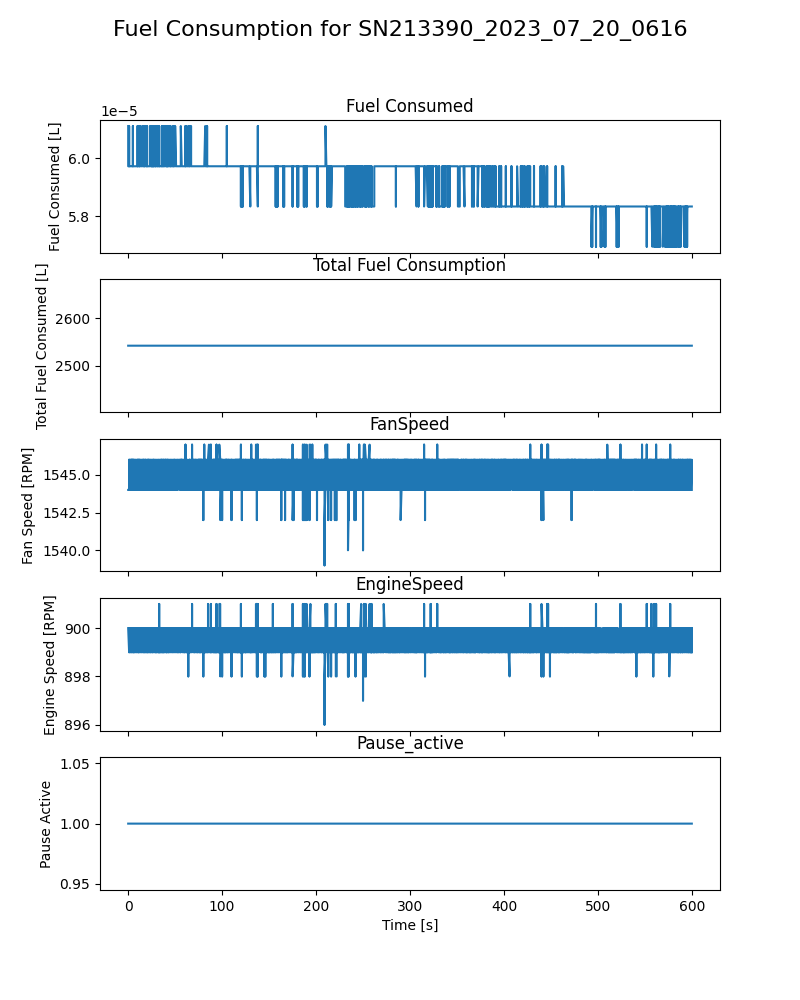 Fuel Consumption for SN213390_2023_07_20_0616
1e−5
Fuel Consumed
Fuel Consumed [L]
6.0
5.8
Total Fuel Consumption
Total Fuel Consumed [L]
2600
2500
FanSpeed
Fan Speed [RPM]
1545.0
1542.5
1540.0
EngineSpeed
Engine Speed [RPM]
900
898
896
Pause_active
Pause Active
1.05
1.00
0.95
0 100 200 300 400 500 600
Time [s]